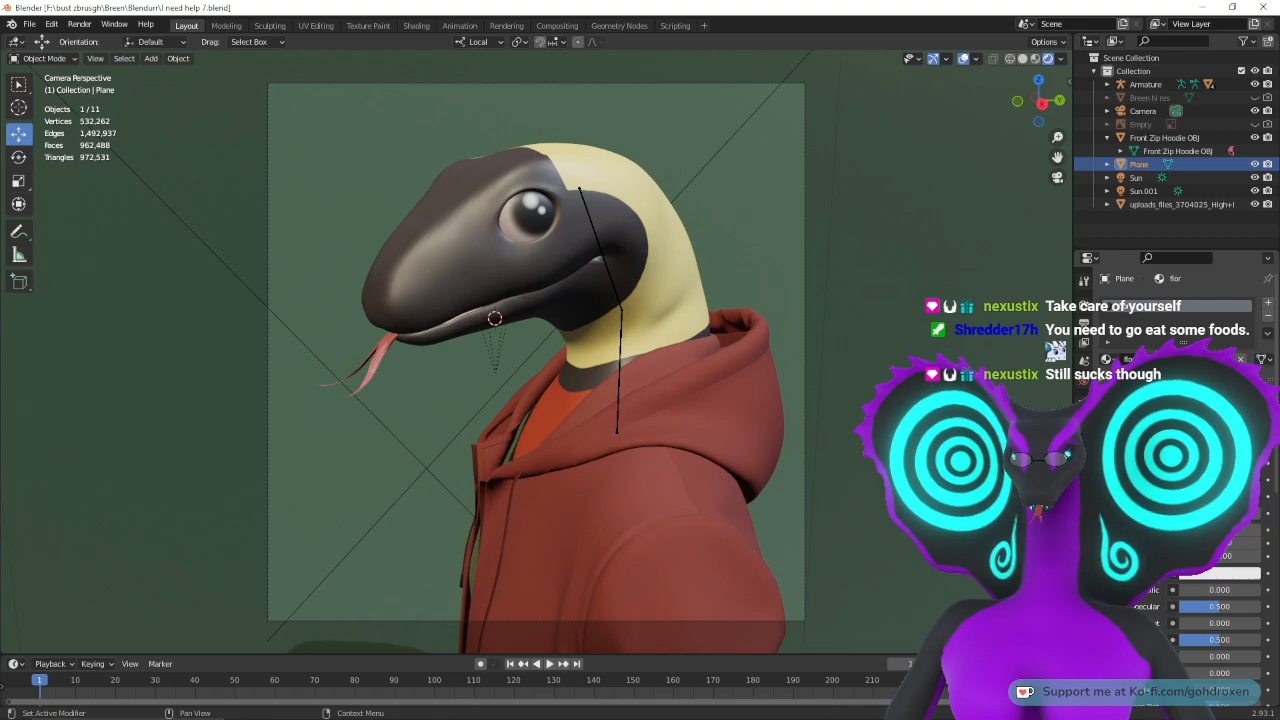 Blender [F:\bust zbrusgh\Breen\Blendurr\I need help 7.blend]
File Edit Render Window Help Layout Modeling Sculpting UV Editing Texture Paint Shading Animation Rendering Compositing Geometry Nodes Scripting + Scene View Layer
Orientation: Default Drag: Select Box Local Options
Object Mode View Select Add Object
Camera Perspective
(1) Collection | Plane
Objects 1/11
Vertices 532,262
Edges 1,492,937
Faces 962,488
Triangles 972,531
Z
Y
X
Scene Collection
Collection
Armature
Breen hi res
Camera
Empty
Front Zip Hoodie OBJ
Front Zip Hoodie OBJ
Plane
Sun
Sun.001
uploads_files_3704025_High+l
Plane flor
nexustix Take care of yourself
Shredder17h You need to go eat some foods.
nexustix Still sucks though
0.000
0.500
0.000
0.500
0.000
0.000
Playback Keying View Marker
1 10 20 30 40 50 60 70 80 90 100 110 120 130 140 150 160 170 180 190 200 210
Support me at Ko-fi.com/gohdroxen
Set Active Modifier Pan View Context Menu 2.93.1